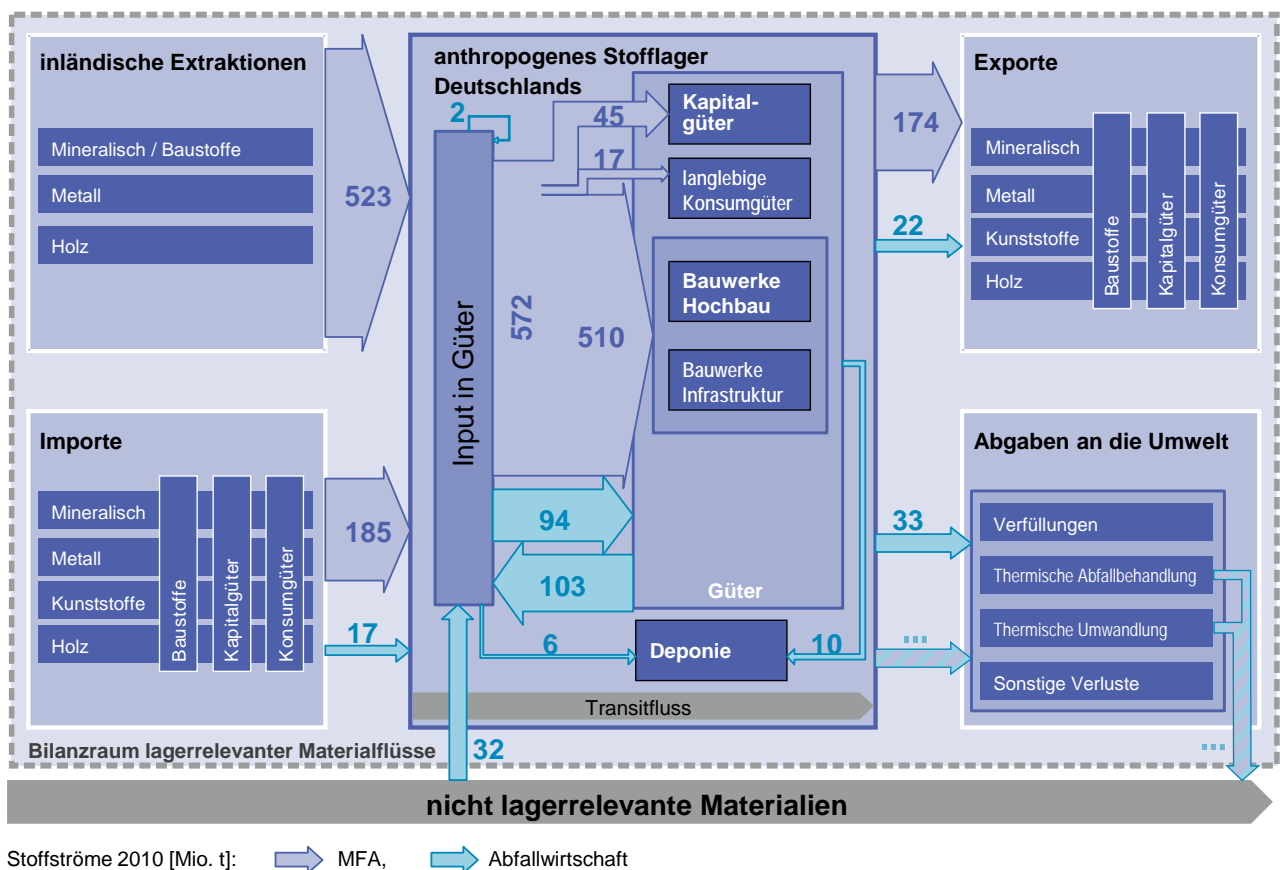 inländische Extraktionen
Mineralisch / Baustoffe
Metall
Holz
523
Importe
Mineralisch
Metall
Kunststoffe
Holz
Baustoffe
Kapitalgüter
Konsumgüter
185
17
anthropogenes Stofflager
Deutschlands
2
Input in Güter
45
17
572
510
Kapital-
güter
langlebige
Konsumgüter
Bauwerke
Hochbau
Bauwerke
Infrastruktur
94
103
Güter
6
Deponie
10
Transitfluss
32
174
22
Exporte
Mineralisch
Metall
Kunststoffe
Holz
Baustoffe
Kapitalgüter
Konsumgüter
33
...
Abgaben an die Umwelt
Verfüllungen
Thermische Abfallbehandlung
Thermische Umwandlung
Sonstige Verluste
...
Bilanzraum lagerrelevanter Materialflüsse
nicht lagerrelevante Materialien
Stoffströme 2010 [Mio. t]: MFA, Abfallwirtschaft